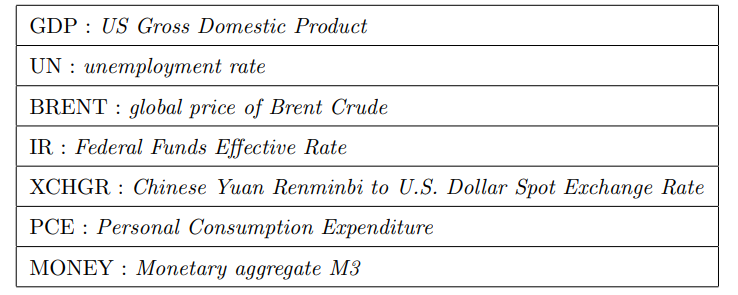 GDP : US Gross Domestic Product
UN : unemployment rate
BRENT : global price of Brent Crude
IR : Federal Funds Effective Rate
XCHGR : Chinese Yuan Renminbi to U.S. Dollar Spot Exchange Rate
PCE : Personal Consumption Expenditure
MONEY : Monetary aggregate M3